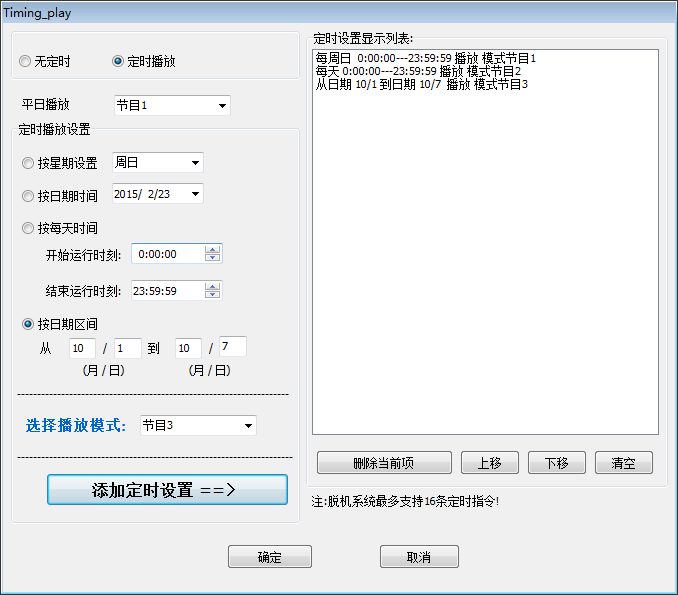 Timing_play
无定时
定时播放
平日播放 节目1
定时播放设置
按星期设置 周日
按日期时间 2015/ 2/23
按每天时间
开始运行时刻: 0:00:00
结束运行时刻: 23:59:59
按日期区间
从 10 / 1 到 10 / 7
(月/日) (月/日)
选择播放模式: 节目3
添加定时设置 ==>
定时设置显示列表:
每周日 0:00:00---23:59:59 播放 模式节目1
每天 0:00:00---23:59:59 播放 模式节目2
从日期 10/1 到日期 10/7 播放 模式节目3
删除当前项 上移 下移 清空
注:脱机系统最多支持16条定时指令!
确定 取消